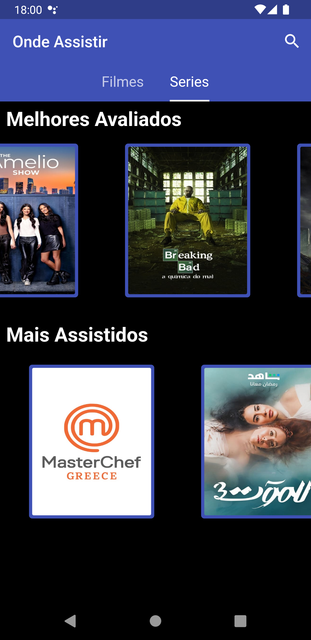 18:00
Onde Assistir
Filmes
Series
Melhores Avaliados
THE
Amelio
SHOW
Breaking
Bad
a química do mal
Mais Assistidos
MasterChef
GREECE
شاهد
رمضان معانا
للموت 3